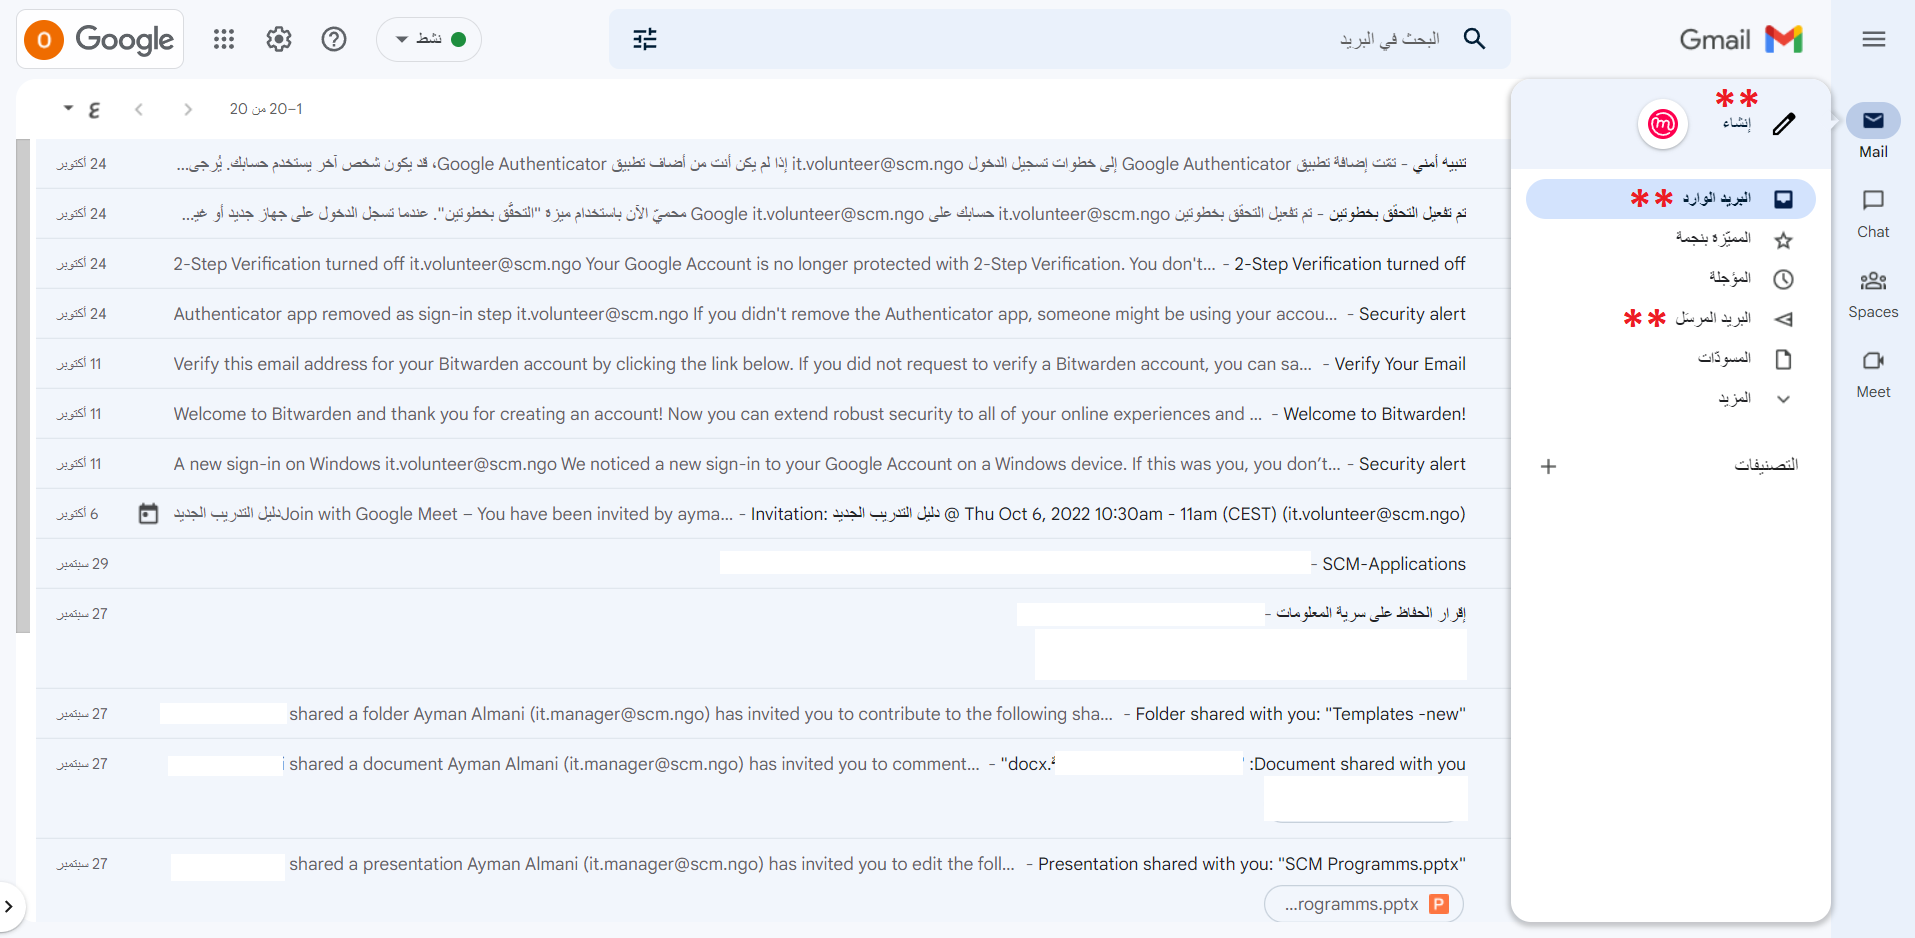 Gmail
البحث في البريد
نشط
Google
O
Mail
Chat
Spaces
Meet
**
إنشاء
البريد الوارد **
المميّزة بنجمة
المؤجلة
البريد المرسَل **
المسودّات
المزيد
التصنيفات
1–20 من 20
ع
تنبيه أمني - تمّت إضافة تطبيق Google Authenticator إلى خطوات تسجيل الدخول it.volunteer@scm.ngo إذا لم يكن أنت من أضاف تطبيق Google Authenticator، قد يكون شخص آخر يستخدم حسابك. يُرجى... 24 أكتوبر
تم تفعيل التحقّق بخطوتين - تم تفعيل التحقّق بخطوتين it.volunteer@scm.ngo حسابك على Google it.volunteer@scm.ngo محميّ الآن باستخدام ميزة "التحقُّق بخطوتين". عندما تسجل الدخول على جهاز جديد أو غيـ... 24 أكتوبر
2-Step Verification turned off - 2-Step Verification turned off it.volunteer@scm.ngo Your Google Account is no longer protected with 2-Step Verification. You don't... 24 أكتوبر
Security alert - Authenticator app removed as sign-in step it.volunteer@scm.ngo If you didn't remove the Authenticator app, someone might be using your accou... 24 أكتوبر
Verify Your Email - Verify this email address for your Bitwarden account by clicking the link below. If you did not request to verify a Bitwarden account, you can sa... 11 أكتوبر
Welcome to Bitwarden! - Welcome to Bitwarden and thank you for creating an account! Now you can extend robust security to all of your online experiences and ... 11 أكتوبر
Security alert - A new sign-in on Windows it.volunteer@scm.ngo We noticed a new sign-in to your Google Account on a Windows device. If this was you, you don't... 11 أكتوبر
Invitation: دليل التدريب الجديد @ Thu Oct 6, 2022 10:30am - 11am (CEST) (it.volunteer@scm.ngo) - دليل التدريب الجديدJoin with Google Meet – You have been invited by ayma... 6 أكتوبر
SCM-Applications - 29 سبتمبر
إقرار الحفاظ على سرية المعلومات - 27 سبتمبر
Folder shared with you: "Templates -new" - shared a folder Ayman Almani (it.manager@scm.ngo) has invited you to contribute to the following sha... 27 سبتمبر
Document shared with you: " .docx" - shared a document Ayman Almani (it.manager@scm.ngo) has invited you to comment... 27 سبتمبر
Presentation shared with you: "SCM Programms.pptx" - shared a presentation Ayman Almani (it.manager@scm.ngo) has invited you to edit the foll... 27 سبتمبر
P ...rogramms.pptx